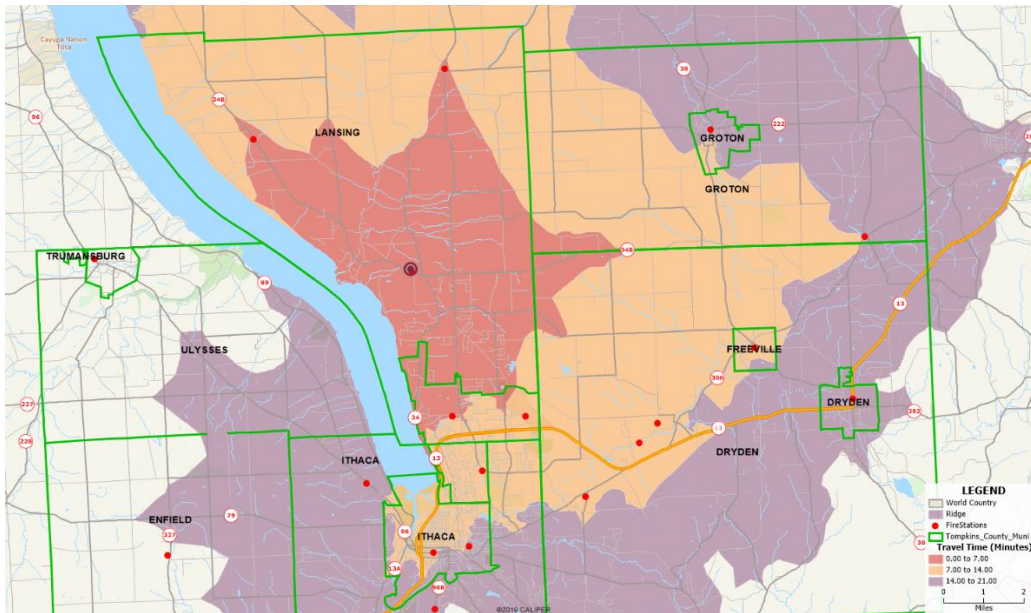 Cayuga Nation
Tosa
96
34B
LANSING
38
GROTON
222
GROTON
34B
TRUMANSBURG
89
13
ULYSSES
FREEVILLE
366
227
DRYDEN
392
228
34
13
13
DRYDEN
ITHACA
ENFIELD
79
327
96
ITHACA
13A
96B
38
LEGEND
World Country
Ridge
FireStations
Tompkins_County_Muni
Travel Time (Minutes)
0.00 to 7.00
7.00 to 14.00
14.00 to 21.00
0
1
2
Miles
©2019 CALIPER